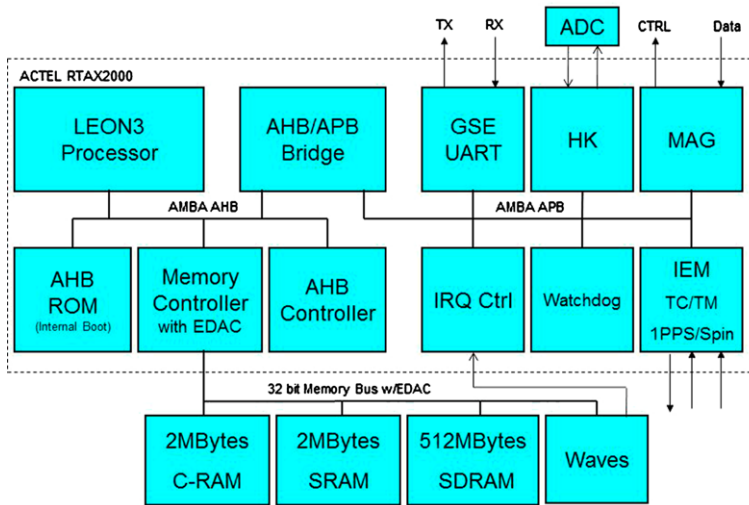 TX
RX
ADC
CTRL
Data
ACTEL RTAX2000
LEON3
Processor
AHB/APB
Bridge
GSE
UART
HK
MAG
AMBA AHB
AMBA APB
AHB
ROM
(Internal Boot)
Memory
Controller
with EDAC
AHB
Controller
IRQ Ctrl
Watchdog
IEM
TC/TM
1PPS/Spin
32 bit Memory Bus w/EDAC
2MBytes
C-RAM
2MBytes
SRAM
512MBytes
SDRAM
Waves